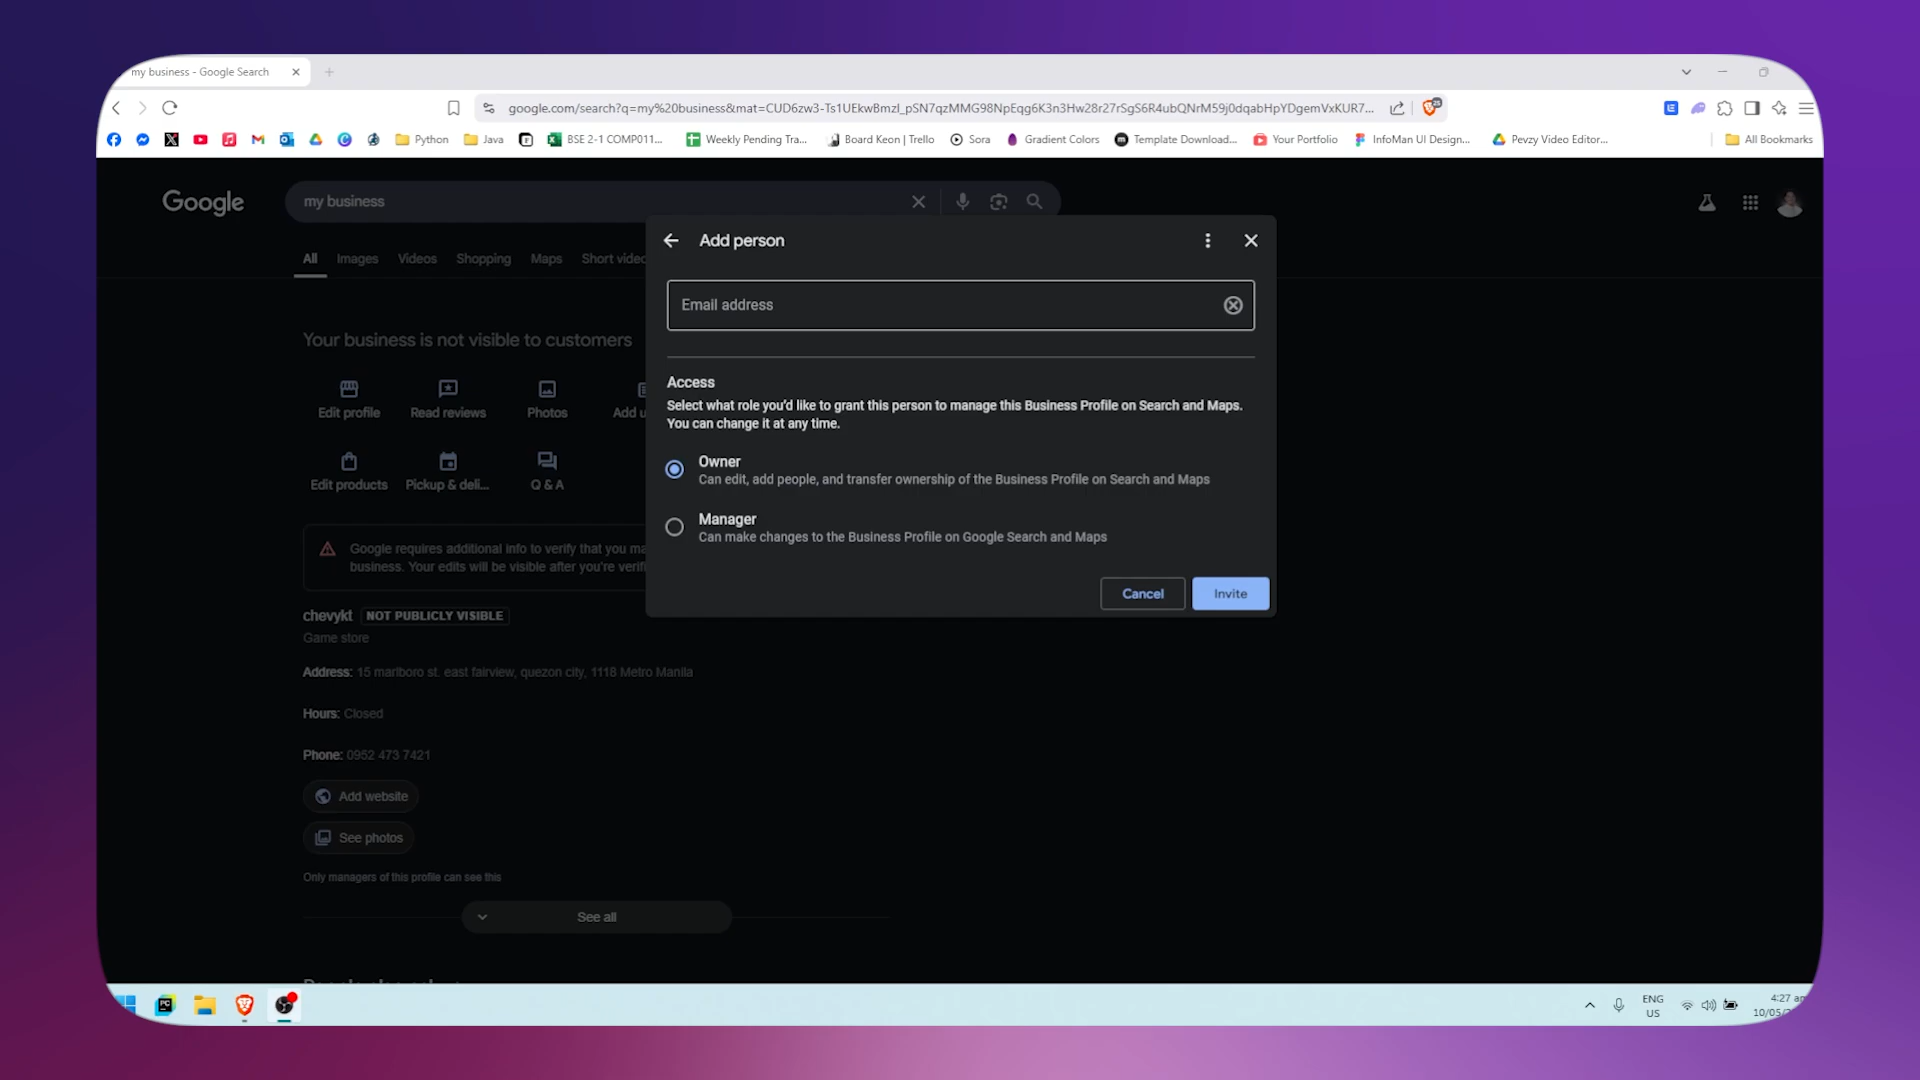 my business - Google Search
google.com/search?q=my%20business&mat=CUD6zw3-Ts1UEkwBmzl_pSN7qzMMG98NpEqg6K3n3Hw28r27rSgS6R4ubQNrM59j0dqabHpYDgemVxKUR7...
Python
Java
BSE 2-1 COMP011...
Weekly Pending Tra...
Board Keon | Trello
Sora
Gradient Colors
Template Download...
Your Portfolio
InfoMan UI Design...
Pevzy Video Editor...
All Bookmarks
Google
my business
All
Images
Videos
Shopping
Maps
Short video
Add person
Email address
Access
Select what role you'd like to grant this person to manage this Business Profile on Search and Maps.
You can change it at any time.
Owner
Can edit, add people, and transfer ownership of the Business Profile on Search and Maps
Manager
Can make changes to the Business Profile on Google Search and Maps
Cancel
Invite
Your business is not visible to customers
Edit profile
Read reviews
Photos
Add u
Edit products
Pickup & deli...
Q & A
Google requires additional info to verify that you ma
business. Your edits will be visible after you're verifi
chevykt NOT PUBLICLY VISIBLE
Game store
Address: 15 marlboro st. east fairview, quezon city, 1118 Metro Manila
Hours: Closed
Phone: 0952 473 7421
Add website
See photos
Only managers of this profile can see this
See all
ENG
US
4:27 am
10/05/